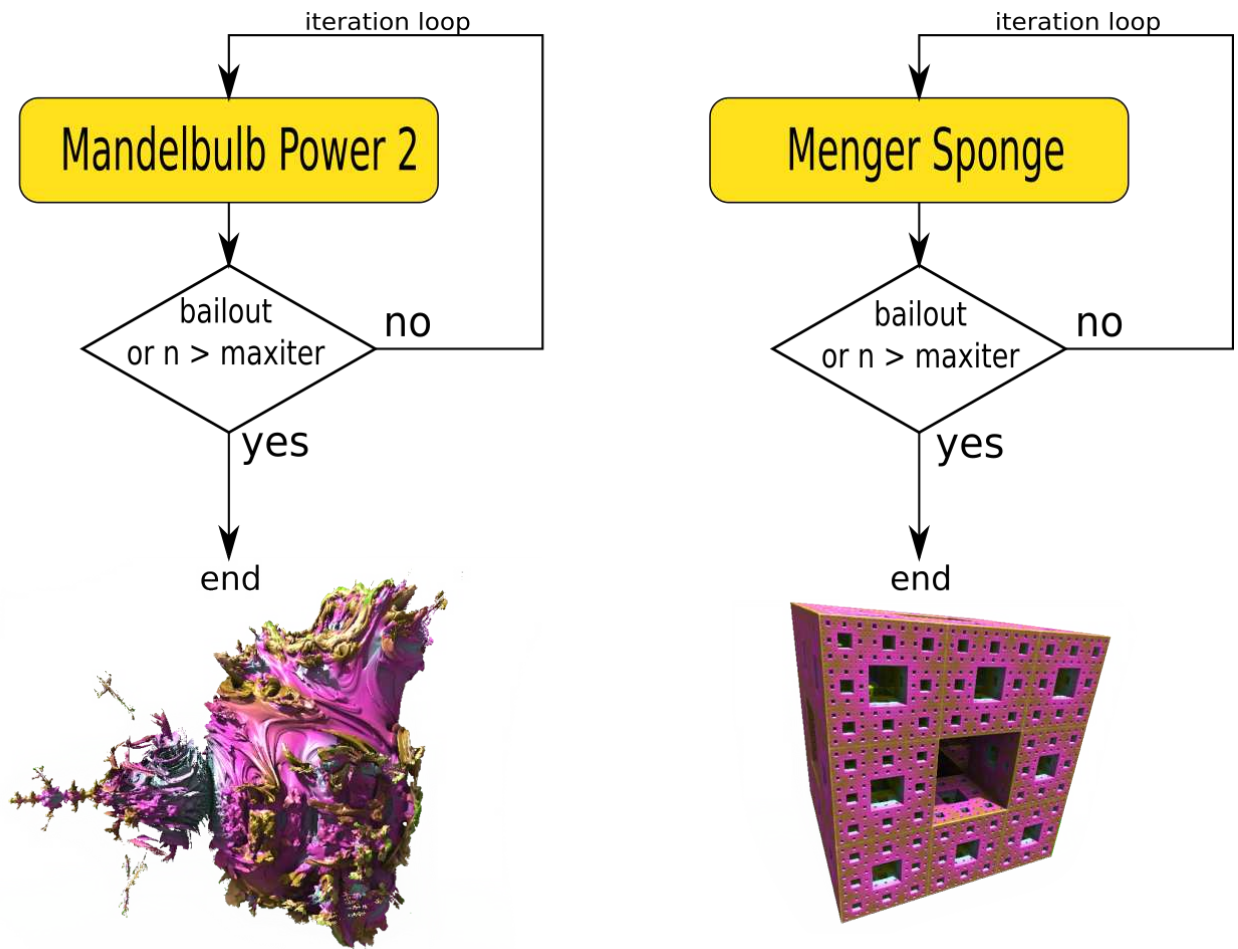 iteration loop
Mandelbulb Power 2
bailout
or n > maxiter
no
yes
end
iteration loop
Menger Sponge
bailout
or n > maxiter
no
yes
end